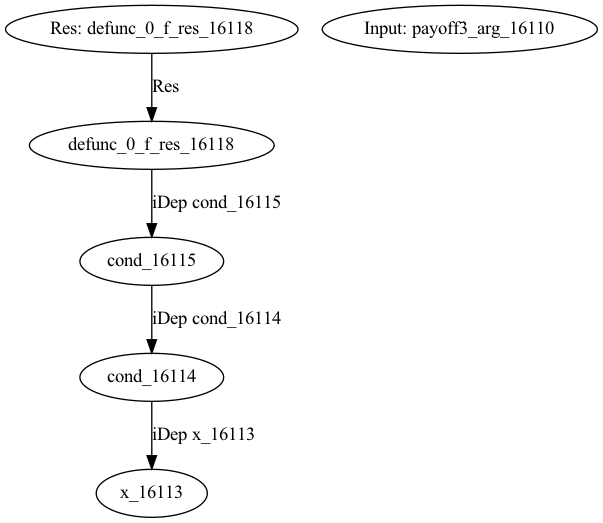 Res: defunc_0_f_res_16118
Input: payoff3_arg_16110
Res
defunc_0_f_res_16118
iDep cond_16115
cond_16115
iDep cond_16114
cond_16114
iDep x_16113
x_16113